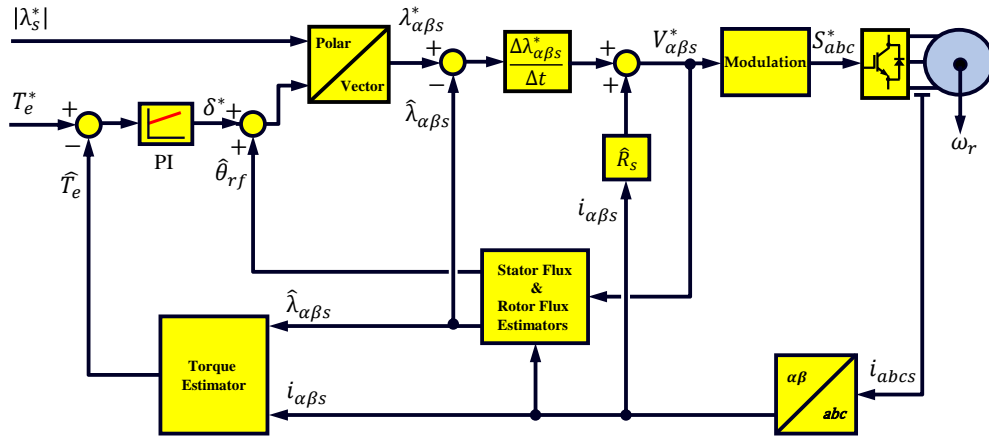 |λ*s|
λ*αβs
Polar
Vector
+
−
Δλ*αβs
Δt
+
+
V*αβs
Modulation
S*abc
T*e
+
−
PI
δ*
+
+
λ̂αβs
R̂s
ωr
T̂e
θ̂rf
iαβs
Stator Flux
&
Rotor Flux
Estimators
λ̂αβs
Torque
Estimator
iαβs
αβ
abc
iabcs